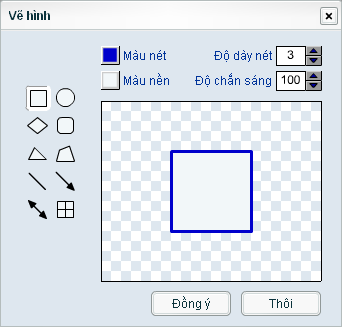 Vẽ hình
Màu nét Độ dày nét 3
Màu nền Độ chắn sáng 100
Đồng ý Thôi